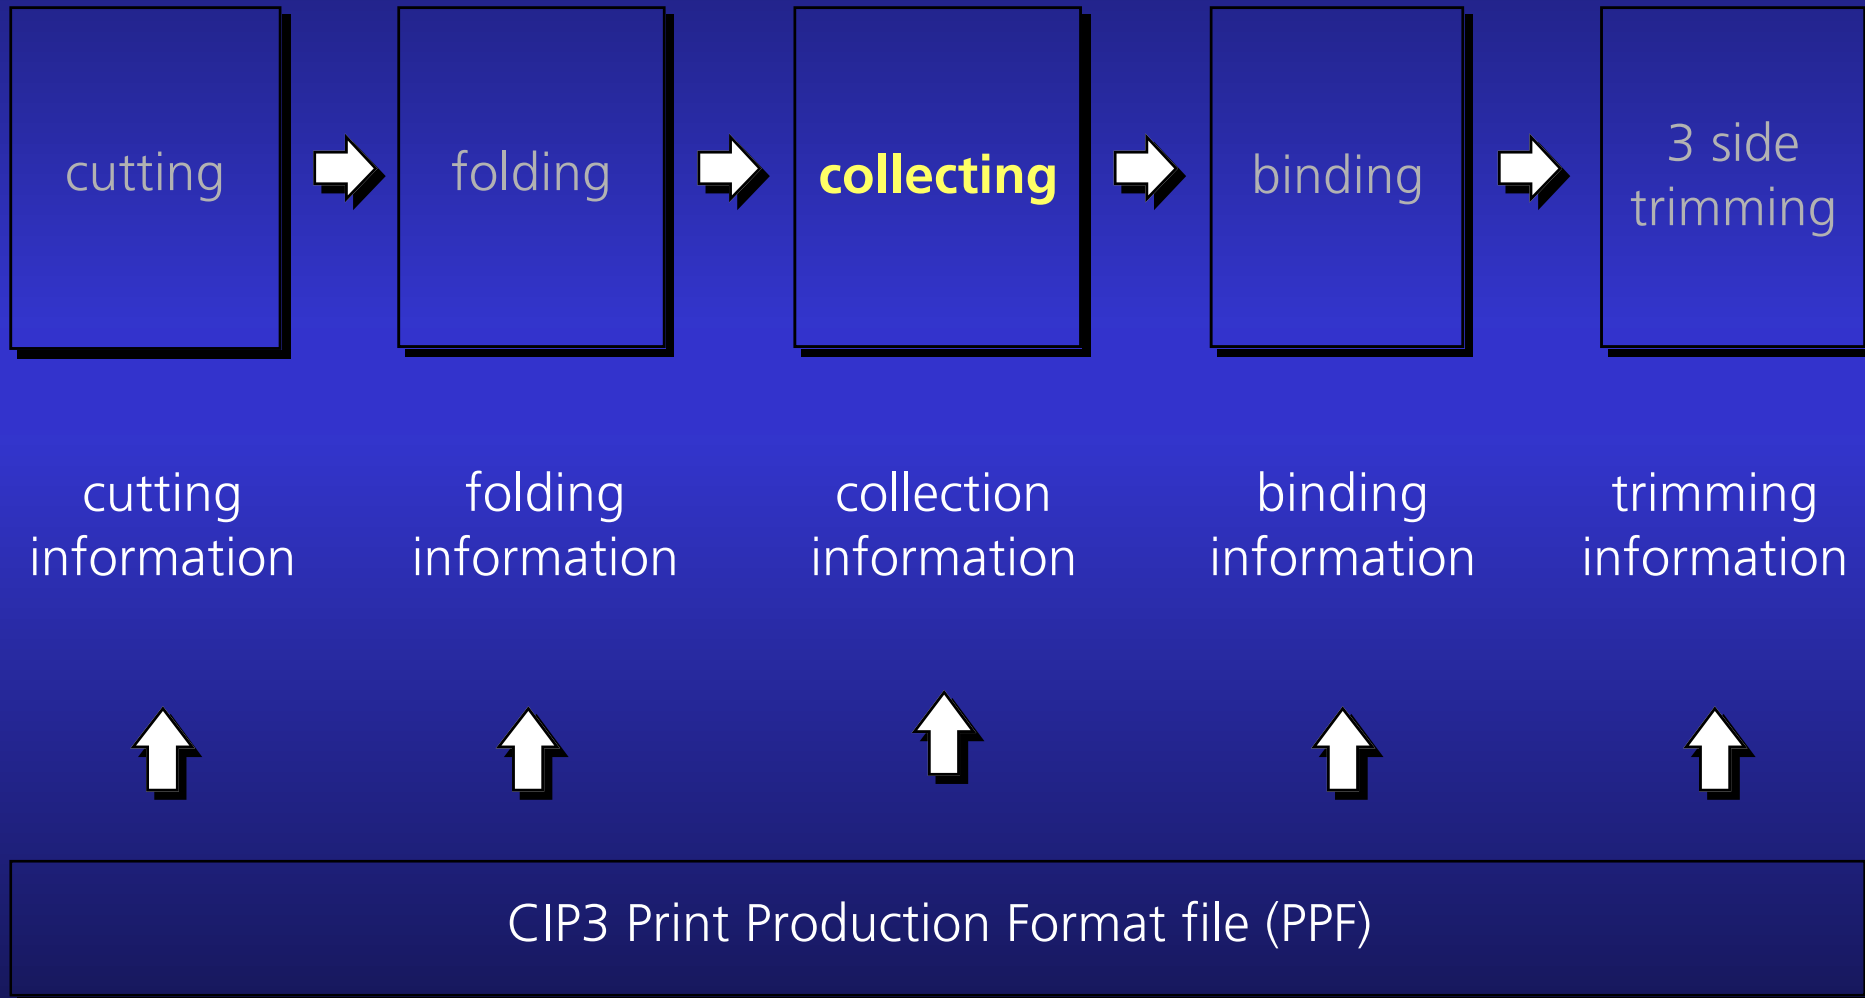 cutting
folding
collecting
binding
3 side
trimming
cutting
information
folding
information
collection
information
binding
information
trimming
information
CIP3 Print Production Format file (PPF)